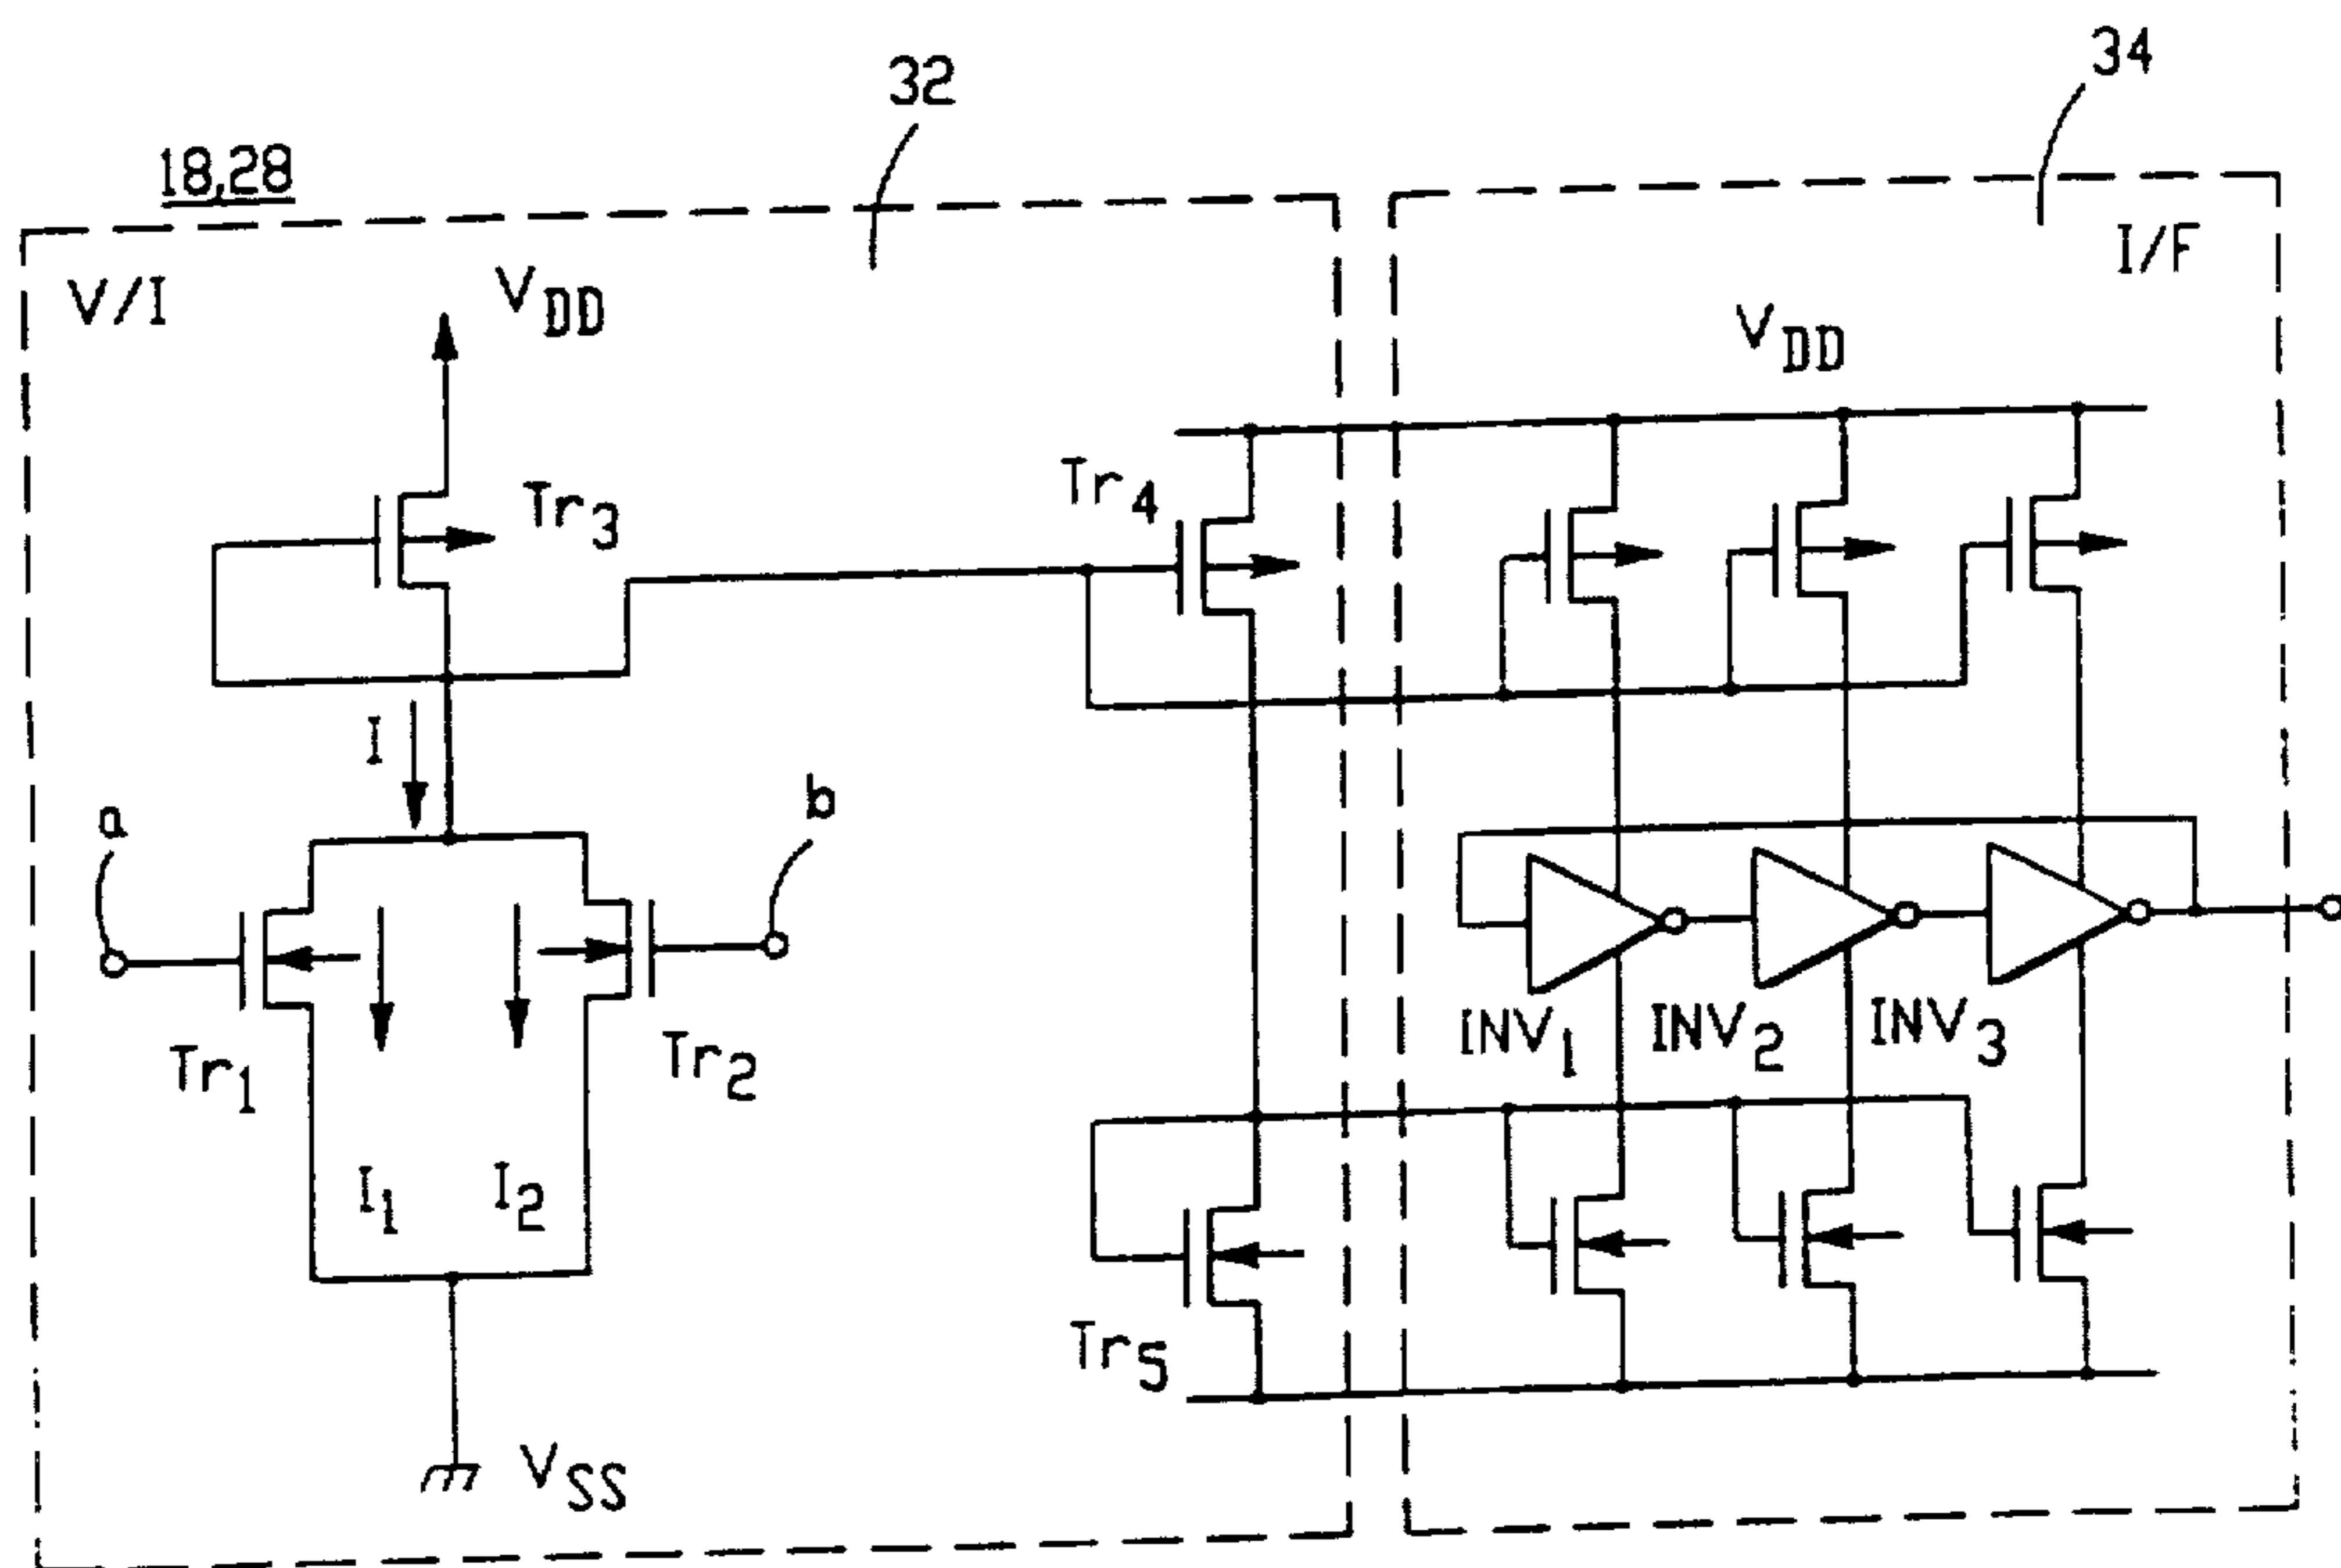 32
34
18,28
V/I
VDD
I/F
VDD
Tr3
Tr4
I
a
b
INV1
INV2
INV3
Tr1
Tr2
I1
I2
Tr5
VSS